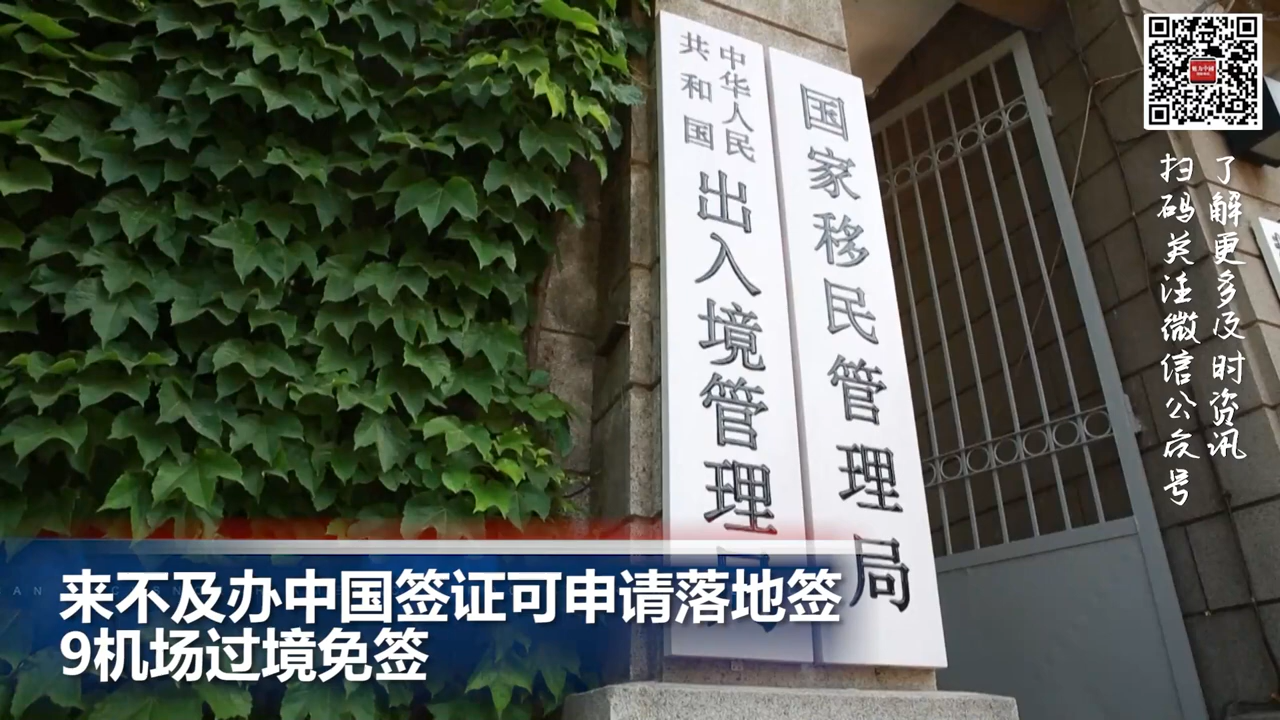 中华人民
共和国
出入境管理局
国家移民管理局
了解更多及时资讯
扫码关注微信公众号
来不及办中国签证可申请落地签
9机场过境免签